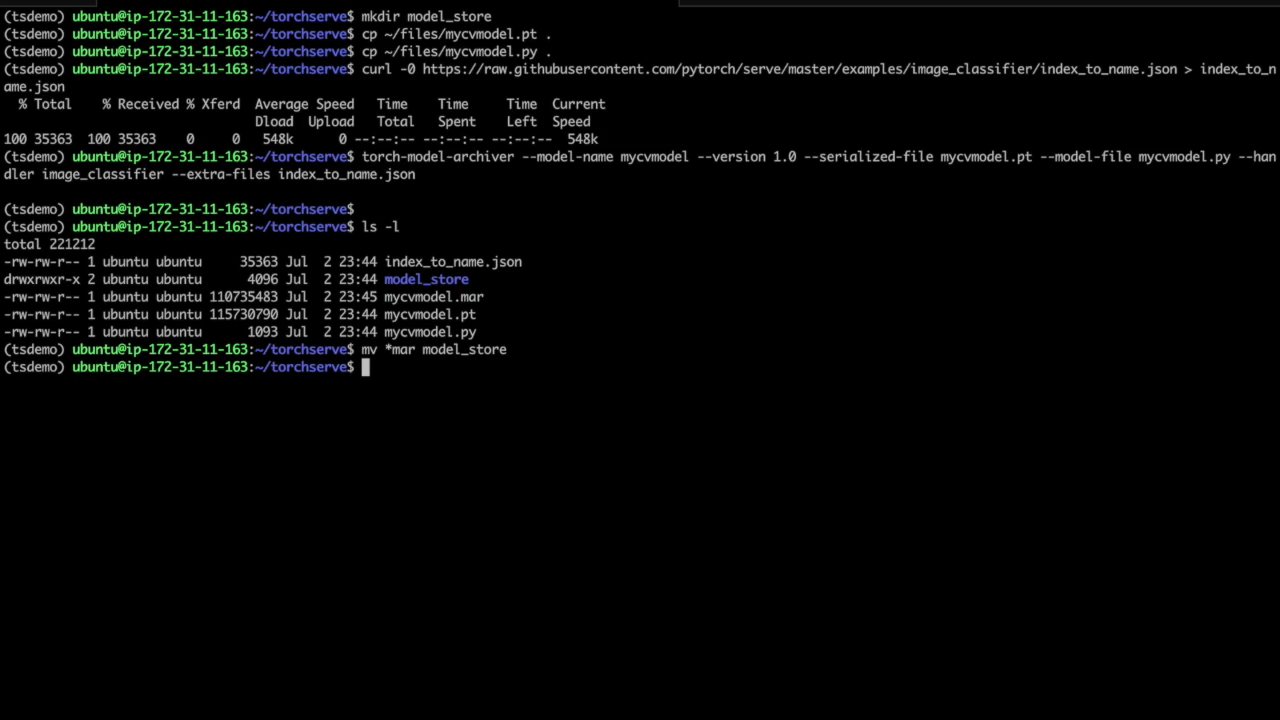 (tsdemo) ubuntu@ip-172-31-11-163:~/torchserve$ mkdir model_store
(tsdemo) ubuntu@ip-172-31-11-163:~/torchserve$ cp ~/files/mycvmodel.pt .
(tsdemo) ubuntu@ip-172-31-11-163:~/torchserve$ cp ~/files/mycvmodel.py .
(tsdemo) ubuntu@ip-172-31-11-163:~/torchserve$ curl -0 https://raw.githubusercontent.com/pytorch/serve/master/examples/image_classifier/index_to_name.json > index_to_n
ame.json
% Total % Received % Xferd Average Speed Time Time Time Current
Dload Upload Total Spent Left Speed
100 35363 100 35363 0 0 548k 0 --:--:-- --:--:-- --:--:-- 548k
(tsdemo) ubuntu@ip-172-31-11-163:~/torchserve$ torch-model-archiver --model-name mycvmodel --version 1.0 --serialized-file mycvmodel.pt --model-file mycvmodel.py --han
dler image_classifier --extra-files index_to_name.json
(tsdemo) ubuntu@ip-172-31-11-163:~/torchserve$
(tsdemo) ubuntu@ip-172-31-11-163:~/torchserve$ ls -l
total 221212
-rw-rw-r-- 1 ubuntu ubuntu 35363 Jul 2 23:44 index_to_name.json
drwxrwxr-x 2 ubuntu ubuntu 4096 Jul 2 23:44 model_store
-rw-rw-r-- 1 ubuntu ubuntu 110735483 Jul 2 23:45 mycvmodel.mar
-rw-rw-r-- 1 ubuntu ubuntu 115730790 Jul 2 23:44 mycvmodel.pt
-rw-rw-r-- 1 ubuntu ubuntu 1093 Jul 2 23:44 mycvmodel.py
(tsdemo) ubuntu@ip-172-31-11-163:~/torchserve$ mv *mar model_store
(tsdemo) ubuntu@ip-172-31-11-163:~/torchserve$